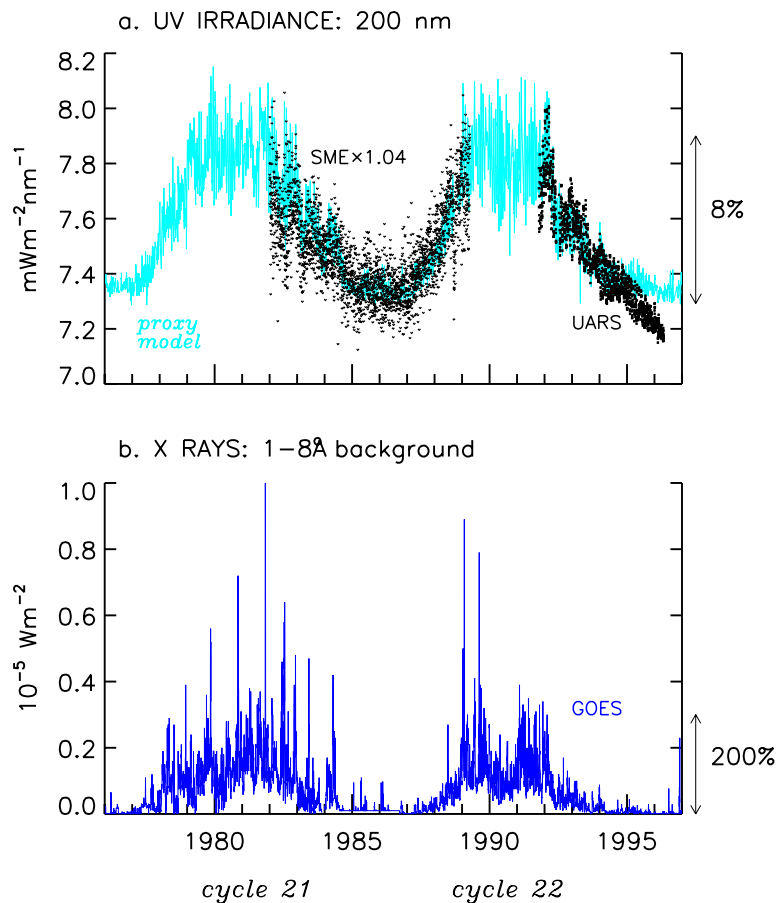 a. UV IRRADIANCE: 200 nm
8.2
8.0
7.8
7.6
7.4
7.2
7.0
mWm⁻²nm⁻¹
SME×1.04
proxy
model
UARS
8%
b. X RAYS: 1−8Å background
1.0
0.8
0.6
0.4
0.2
0.0
10⁻⁵ Wm⁻²
GOES
200%
1980 1985 1990 1995
cycle 21 cycle 22